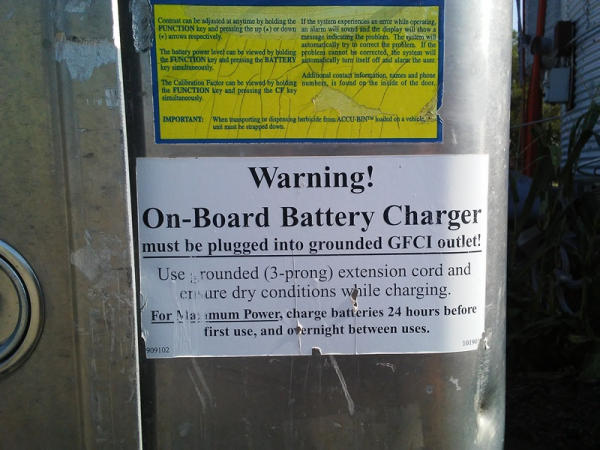 Contrast can be adjusted at anytime by holding the
FUNCTION key and pressing the up (▲) or down
(▾) arrows respectively.
The battery power level can be viewed by holding
the FUNCTION key and pressing the BATTERY
key simultaneously.
The Calibration Factor can be viewed by holding
the FUNCTION key and pressing the CF key
simultaneously.
If the system experiences an error while operating,
an alarm will sound and the display will show a
message indicating the problem. The system will
automatically try to correct the problem. If the
problem cannot be corrected, the system will
automatically turn itself off and alarm the user.
Additional contact information, names and phone
numbers, is found on the inside of the door.
IMPORTANT: When transporting or dispensing herbicide from ACCU-BIN™ loaded on a vehicle,
unit must be strapped down.
Warning!
On-Board Battery Charger
must be plugged into grounded GFCI outlet!
Use rounded (3-prong) extension cord and
ensure dry conditions while charging.
For Maximum Power, charge batteries 24 hours before
first use, and overnight between uses.
909102